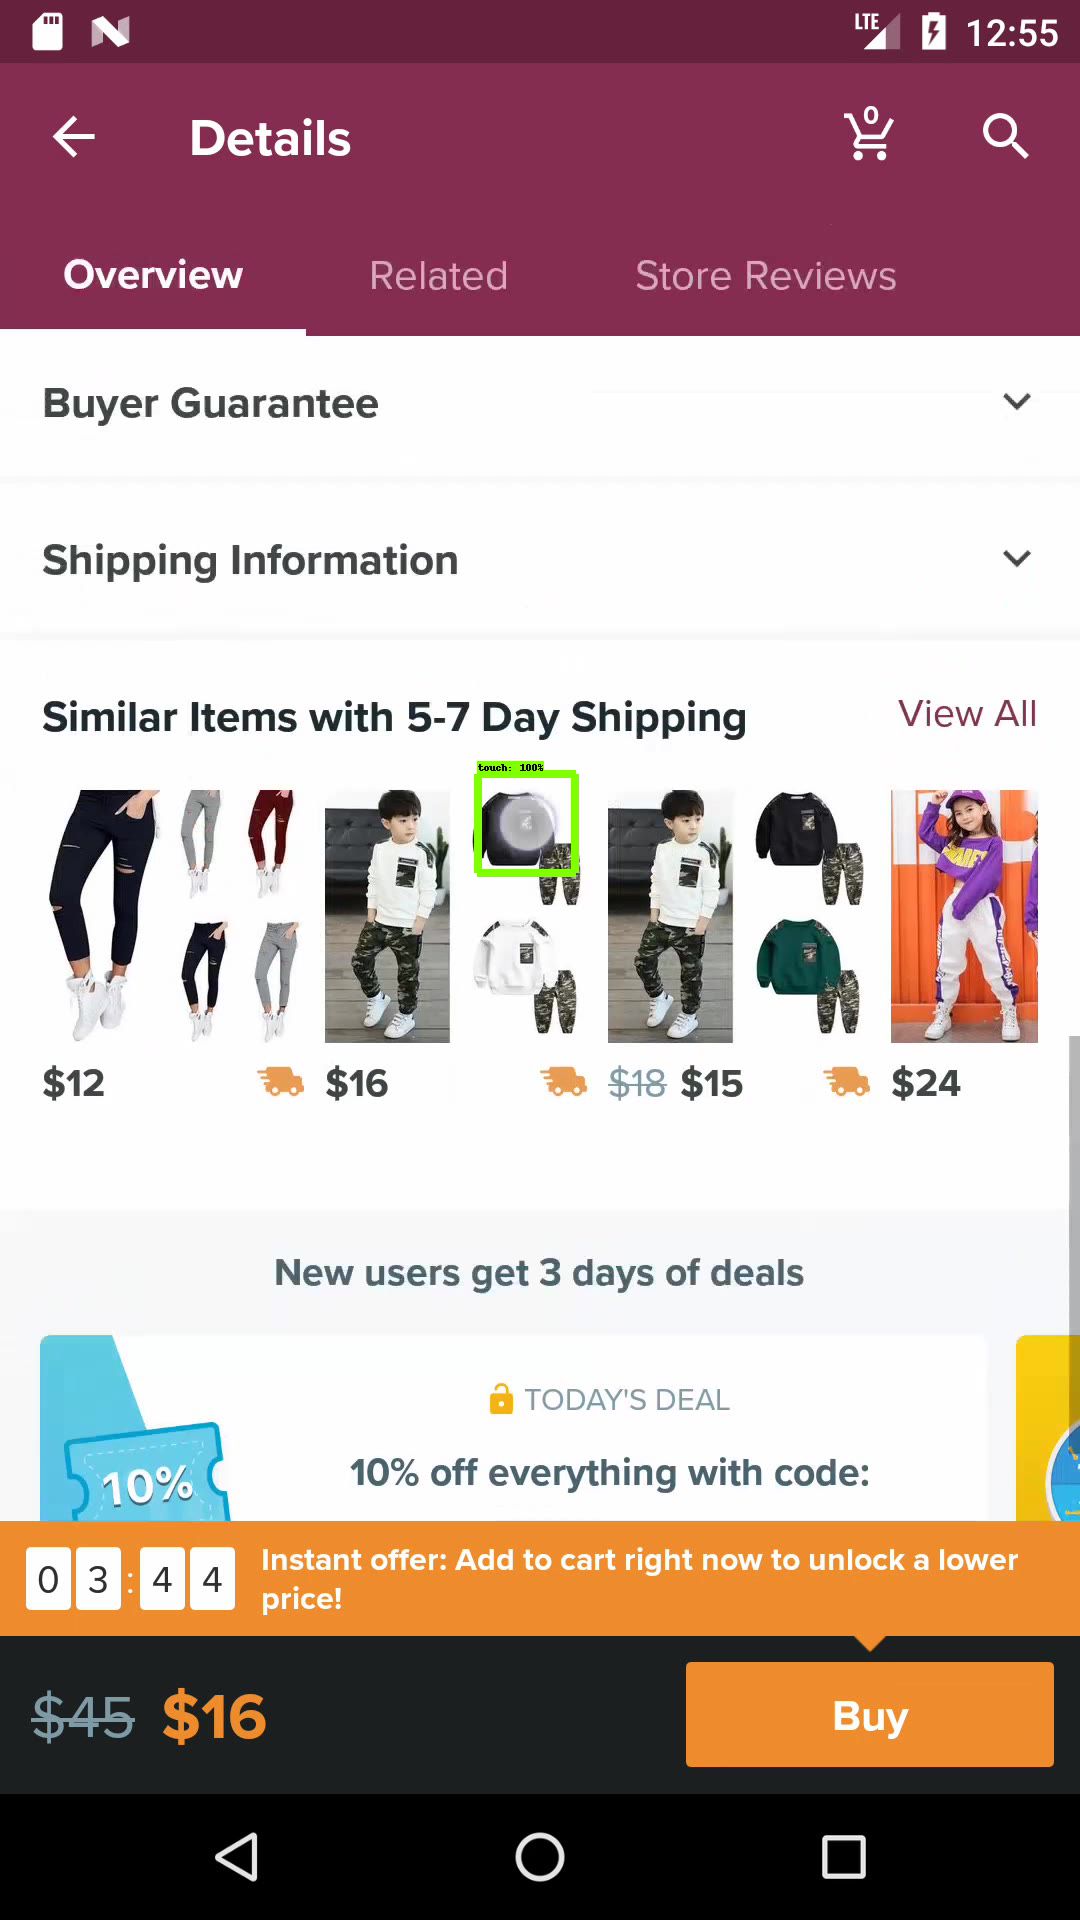 LTE 12:55
Details 0
Overview Related Store Reviews
Buyer Guarantee
Shipping Information
Similar Items with 5-7 Day Shipping View All
touch: 100%
$12 $16 $18 $15 $24
New users get 3 days of deals
TODAY'S DEAL
10% off everything with code:
10%
0 3 : 4 4 Instant offer: Add to cart right now to unlock a lower
price!
$45 $16 Buy